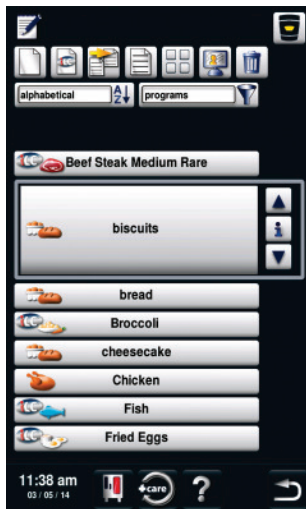 alphabetical A Z programs
Beef Steak Medium Rare
biscuits
i
bread
Broccoli
cheesecake
Chicken
Fish
Fried Eggs
11:38 am
03 / 05 / 14
care ?